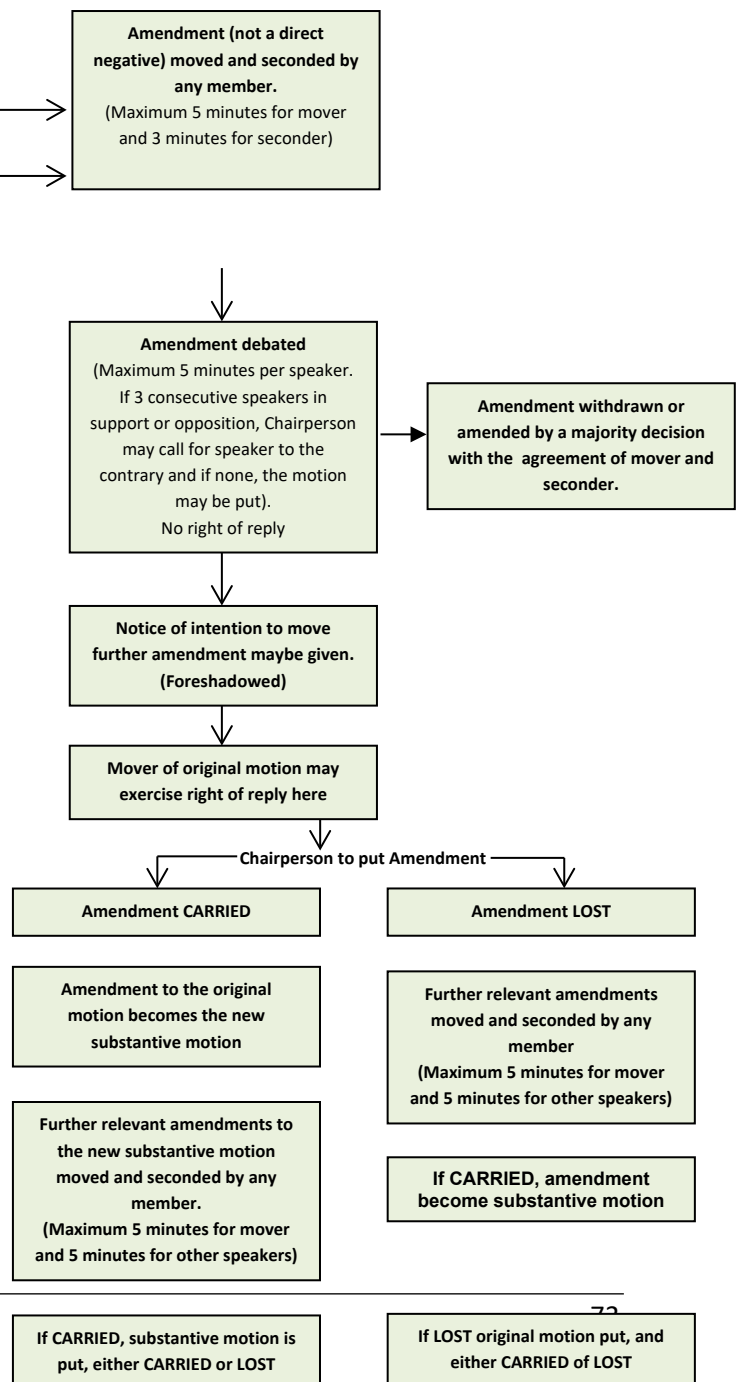 Amendment (not a direct
negative) moved and seconded by
any member.
(Maximum 5 minutes for mover
and 3 minutes for seconder)
Amendment debated
(Maximum 5 minutes per speaker.
If 3 consecutive speakers in
support or opposition, Chairperson
may call for speaker to the
contrary and if none, the motion
may be put).
No right of reply
Amendment withdrawn or
amended by a majority decision
with the agreement of mover and
seconder.
Notice of intention to move
further amendment maybe given.
(Foreshadowed)
Mover of original motion may
exercise right of reply here
Chairperson to put Amendment
Amendment CARRIED
Amendment LOST
Amendment to the original
motion becomes the new
substantive motion
Further relevant amendments
moved and seconded by any
member
(Maximum 5 minutes for mover
and 5 minutes for other speakers)
Further relevant amendments to
the new substantive motion
moved and seconded by any
member.
(Maximum 5 minutes for mover
and 5 minutes for other speakers)
If CARRIED, amendment
become substantive motion
If CARRIED, substantive motion is
put, either CARRIED or LOST
If LOST original motion put, and
either CARRIED of LOST